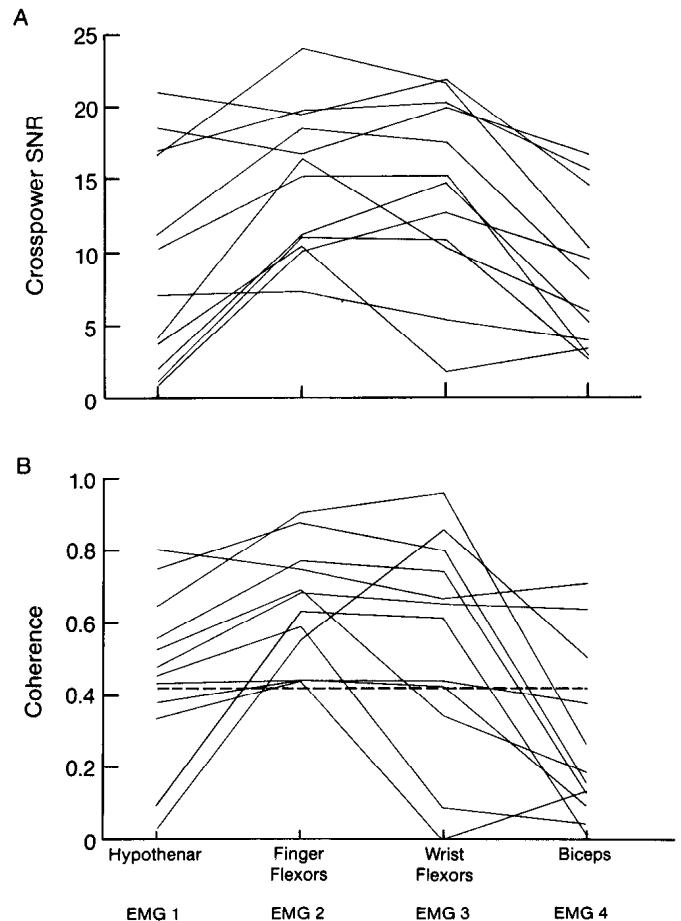 A
Crosspower SNR
25
20
15
10
5
0
B
Coherence
1.0
0.8
0.6
0.4
0.2
0
Hypothenar
Finger
Flexors
Wrist
Flexors
Biceps
EMG 1
EMG 2
EMG 3
EMG 4